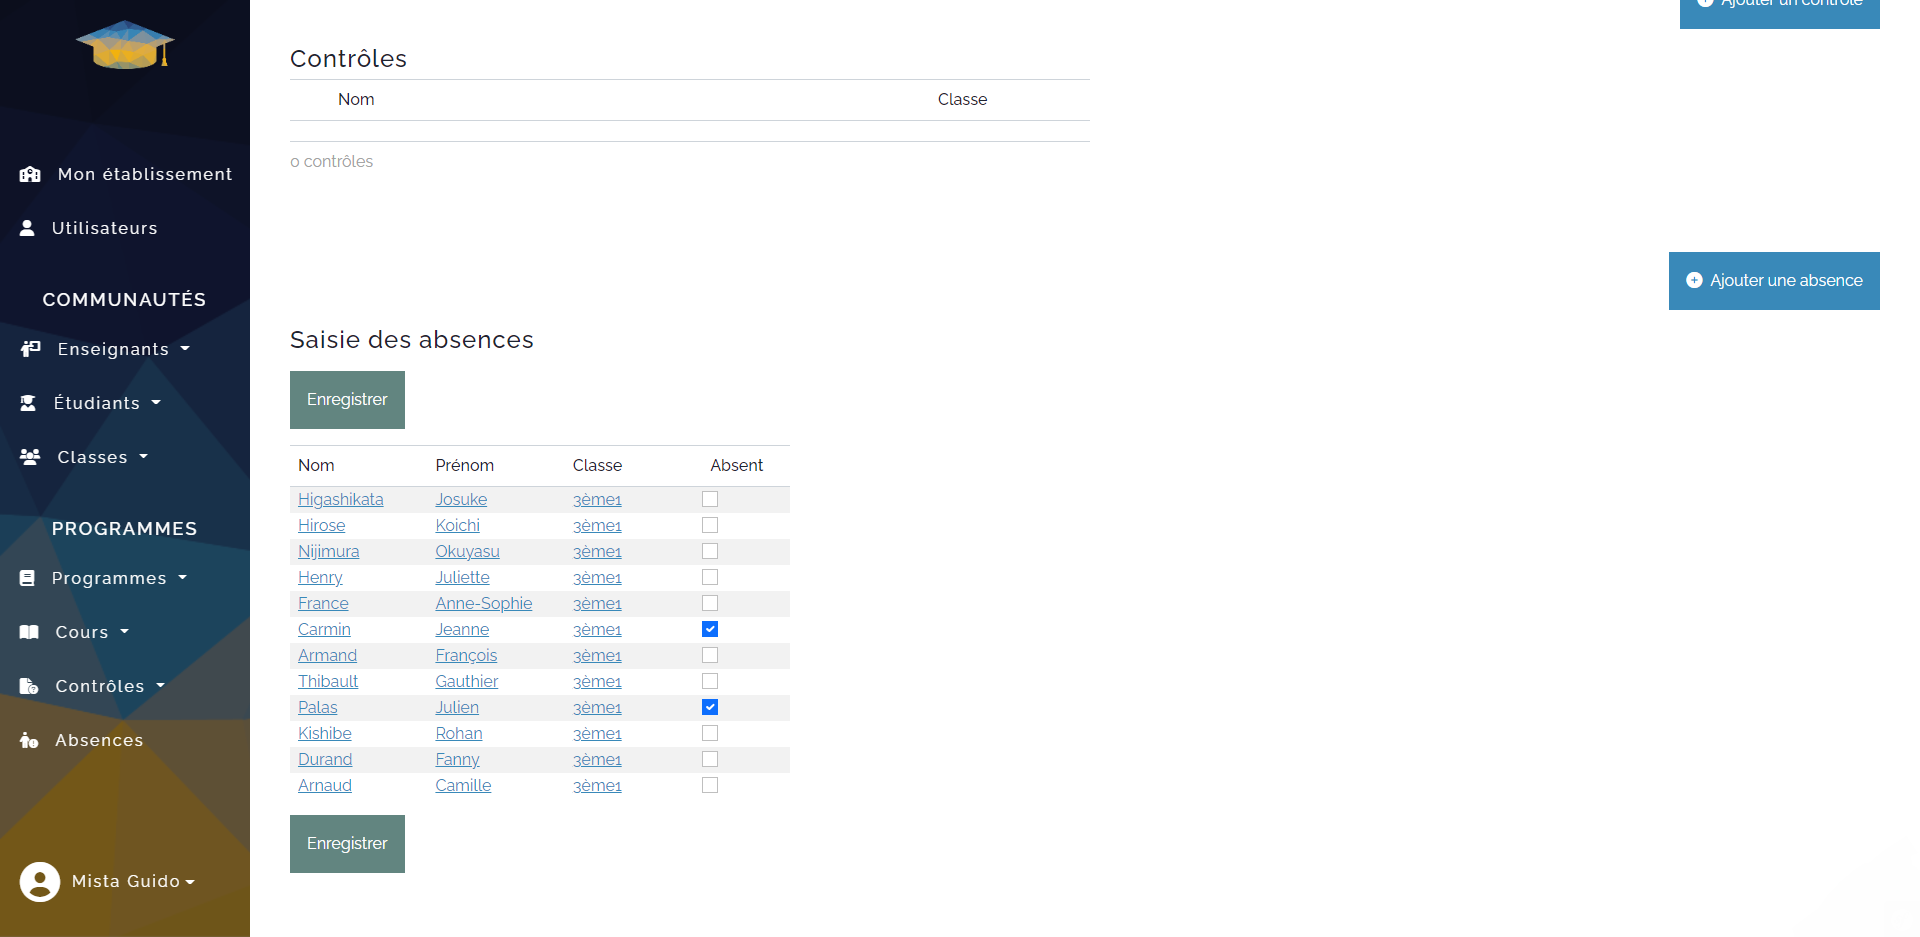 Ajouter un contrôle
Contrôles
Nom Classe
0 contrôles
Ajouter une absence
Saisie des absences
Enregistrer
Nom Prénom Classe Absent
Higashikata Josuke 3ème1
Hirose Koichi 3ème1
Nijimura Okuyasu 3ème1
Henry Juliette 3ème1
France Anne-Sophie 3ème1
Carmin Jeanne 3ème1
Armand François 3ème1
Thibault Gauthier 3ème1
Palas Julien 3ème1
Kishibe Rohan 3ème1
Durand Fanny 3ème1
Arnaud Camille 3ème1
Enregistrer
Mon établissement
Utilisateurs
COMMUNAUTÉS
Enseignants
Étudiants
Classes
PROGRAMMES
Programmes
Cours
Contrôles
Absences
Mista Guido